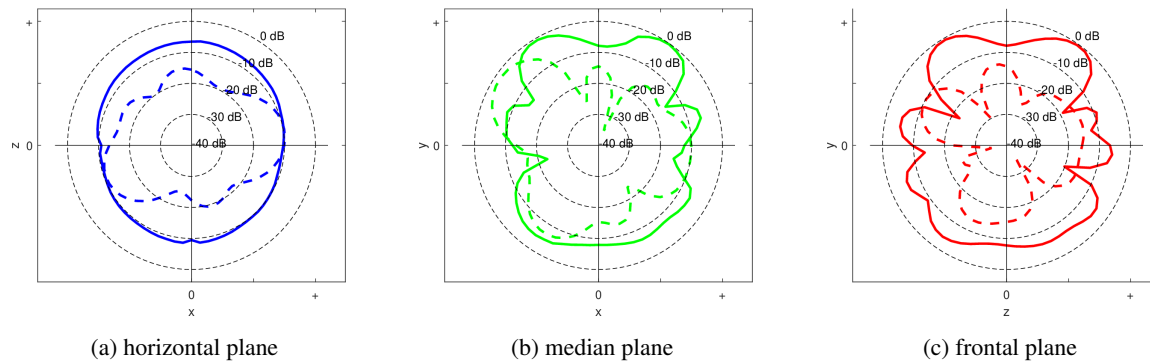 +
0 dB
-10 dB
-20 dB
-30 dB
-40 dB
z
0
0
+
x
(a) horizontal plane
+
0 dB
-10 dB
-20 dB
-30 dB
-40 dB
y
0
0
+
x
(b) median plane
+
0 dB
-10 dB
-20 dB
-30 dB
-40 dB
y
0
0
+
z
(c) frontal plane